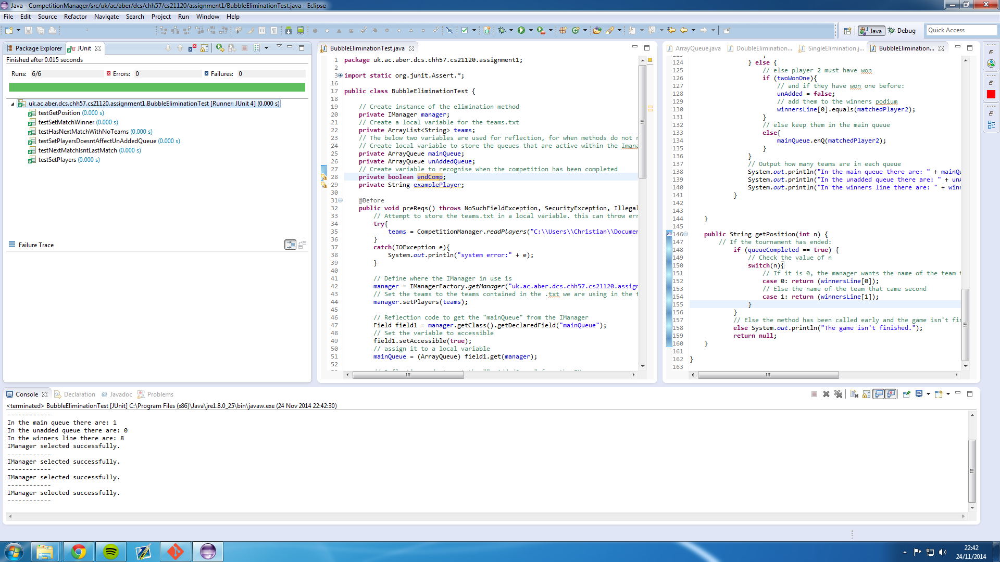 Java - CompetitionManager/src/uk/ac/aber/dcs/chh57/cs21120/assignment1/BubbleEliminationTest.java - Eclipse
File Edit Source Refactor Navigate Search Project Run Window Help
Java Debug Quick Access
Package Explorer JUnit
Finished after 0.015 seconds
Runs: 6/6 Errors: 0 Failures: 0
uk.ac.aber.dcs.chh57.cs21120.assignment1.BubbleEliminationTest [Runner: JUnit 4] (0.000 s)
testGetPosition (0.000 s)
testSetMatchWinner (0.000 s)
testHasNextMatchWithNoTeams (0.000 s)
testSetPlayersDoesntAffectUnAddedQueue (0.000 s)
testNextMatchIsntLastMatch (0.000 s)
testSetPlayers (0.000 s)
Failure Trace
BubbleEliminationTest.java
1 package uk.ac.aber.dcs.chh57.cs21120.assignment1;
2
3 import static org.junit.Assert.*;
16
17 public class BubbleEliminationTest {
18
19 // Create instance of the elimination method
20 private IManager manager;
21 // Create a local variable for the teams.txt
22 private ArrayList<String> teams;
23 // The below two variables are used for reflection, for when methods do not
24 // Create local variable to store the queues that are active within the Imana
25 private ArrayQueue mainQueue;
26 private ArrayQueue unAddedQueue;
27 // Create variable to recognise when the competition has been completed
28 private boolean endComp;
29 private String examplePlayer;
30
31 @Before
32 public void preReqs() throws NoSuchFieldException, SecurityException, Illegal
33 // Attempt to store the teams.txt in a local variable. this can throw err
34 try{
35 teams = CompetitionManager.readPlayers("C:\\Users\\Christian\\Documen
36 }
37 catch(IOException e){
38 System.out.println("system error:" + e);
39 }
40
41 // Define where the IManager in use is
42 manager = IManagerFactory.getManager("uk.ac.aber.dcs.chh57.cs21120.assign
43 // Set the teams to the teams contained in the .txt we are using in the t
44 manager.setPlayers(teams);
45
46 // Reflection code to get the "mainQueue" from the IManager
47 Field field1 = manager.getClass().getDeclaredField("mainQueue");
48 // Set the variable to accessible
49 field1.setAccessible(true);
50 // assign it to a local variable
51 mainQueue = (ArrayQueue) field1.get(manager);
52
ArrayQueue.java DoubleElimination... SingleElimination.j... BubbleElimination...
124 } else {
125 // else player 2 must have won
126 if (twoWonOne){
127 // and if they have won one before:
128 unAdded = false;
129 // add them to the winners podium
130 winnersLine[0].equals(matchedPlayer2);
131 }
132 // else keep them in the main queue
133 else{
134 mainQueue.enQ(matchedPlayer2);
135 }
136 }
137 // Output how many teams are in each queue
138 System.out.println("In the main queue there are: " + mainQu
139 System.out.println("In the unadded queue there are: " + unA
140 System.out.println("In the winners line there are: " + winn
141 }
142
143
144 }
145
146 public String getPosition(int n) {
147 // If the tournament has ended:
148 if (queueCompleted == true) {
149 // Check the value of n
150 switch(n){
151 // If it is 0, the manager wants the name of the team t
152 case 0: return (winnersLine[0]);
153 // Else the name of the team that came second
154 case 1: return (winnersLine[1]);
155 }
156 }
157 // Else the method has been called early and the game isn't fin
158 else System.out.println("The game isn't finished.");
159 return null;
160 }
161
162 }
163
Console Declaration Javadoc Problems
<terminated> BubbleEliminationTest [JUnit] C:\Program Files (x86)\Java\jre1.8.0_25\bin\javaw.exe (24 Nov 2014 22:42:30)
------------
In the main queue there are: 1
In the unadded queue there are: 0
In the winners line there are: 8
IManager selected successfully.
------------
IManager selected successfully.
------------
IManager selected successfully.
------------
IManager selected successfully.
------------
22:42
24/11/2014